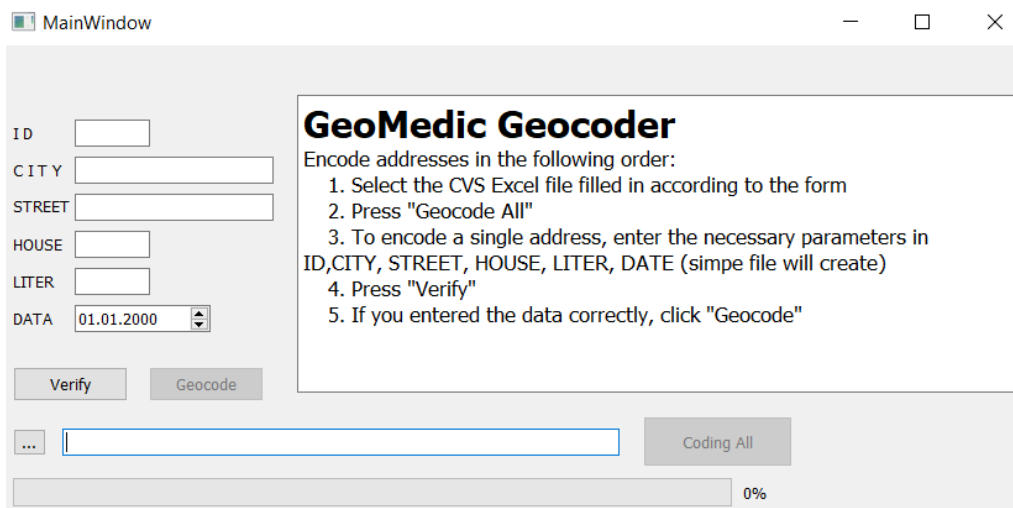 MainWindow
GeoMedic Geocoder
Encode addresses in the following order:
1. Select the CVS Excel file filled in according to the form
2. Press "Geocode All"
3. To encode a single address, enter the necessary parameters in
ID,CITY, STREET, HOUSE, LITER, DATE (simpe file will create)
4. Press "Verify"
5. If you entered the data correctly, click "Geocode"
ID
CITY
STREET
HOUSE
LITER
DATA 01.01.2000
Verify Geocode
... Coding All
0%